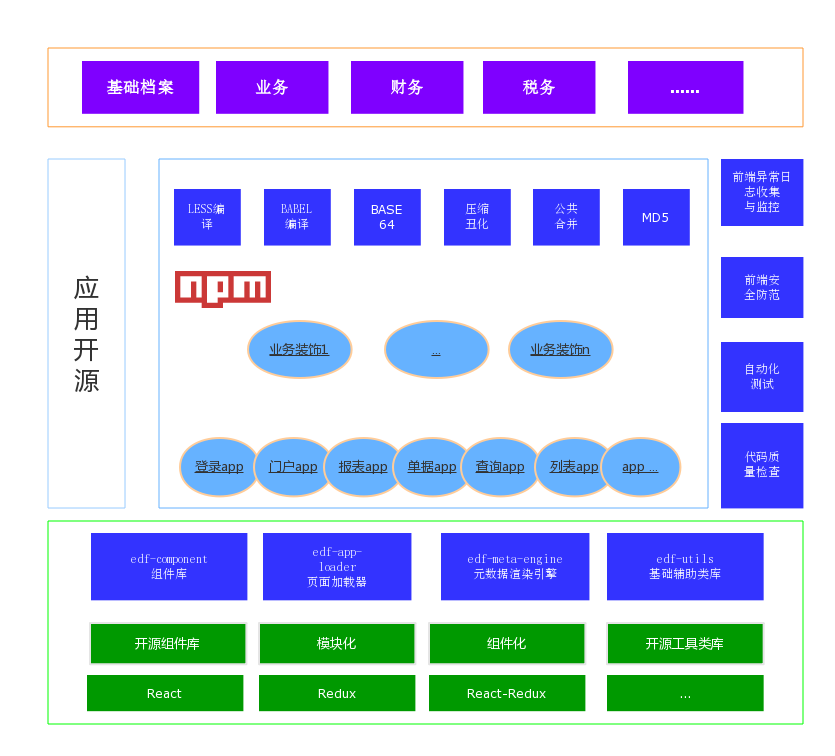 基础档案
业务
财务
税务
......
应
用
开
源
LESS编
译
BABEL
编译
BASE
64
压缩
丑化
公共
合并
MD5
前端异常日
志收集
与监控
npm
前端安
全防范
业务装饰1
...
业务装饰n
自动化
测试
登录app
门户app
报表app
单据app
查询app
列表app
app ...
代码质
量检查
edf-component
组件库
edf-app-
loader
页面加载器
edf-meta-engine
元数据渲染引擎
edf-utils
基础辅助类库
开源组件库
模块化
组件化
开源工具类库
React
Redux
React-Redux
...